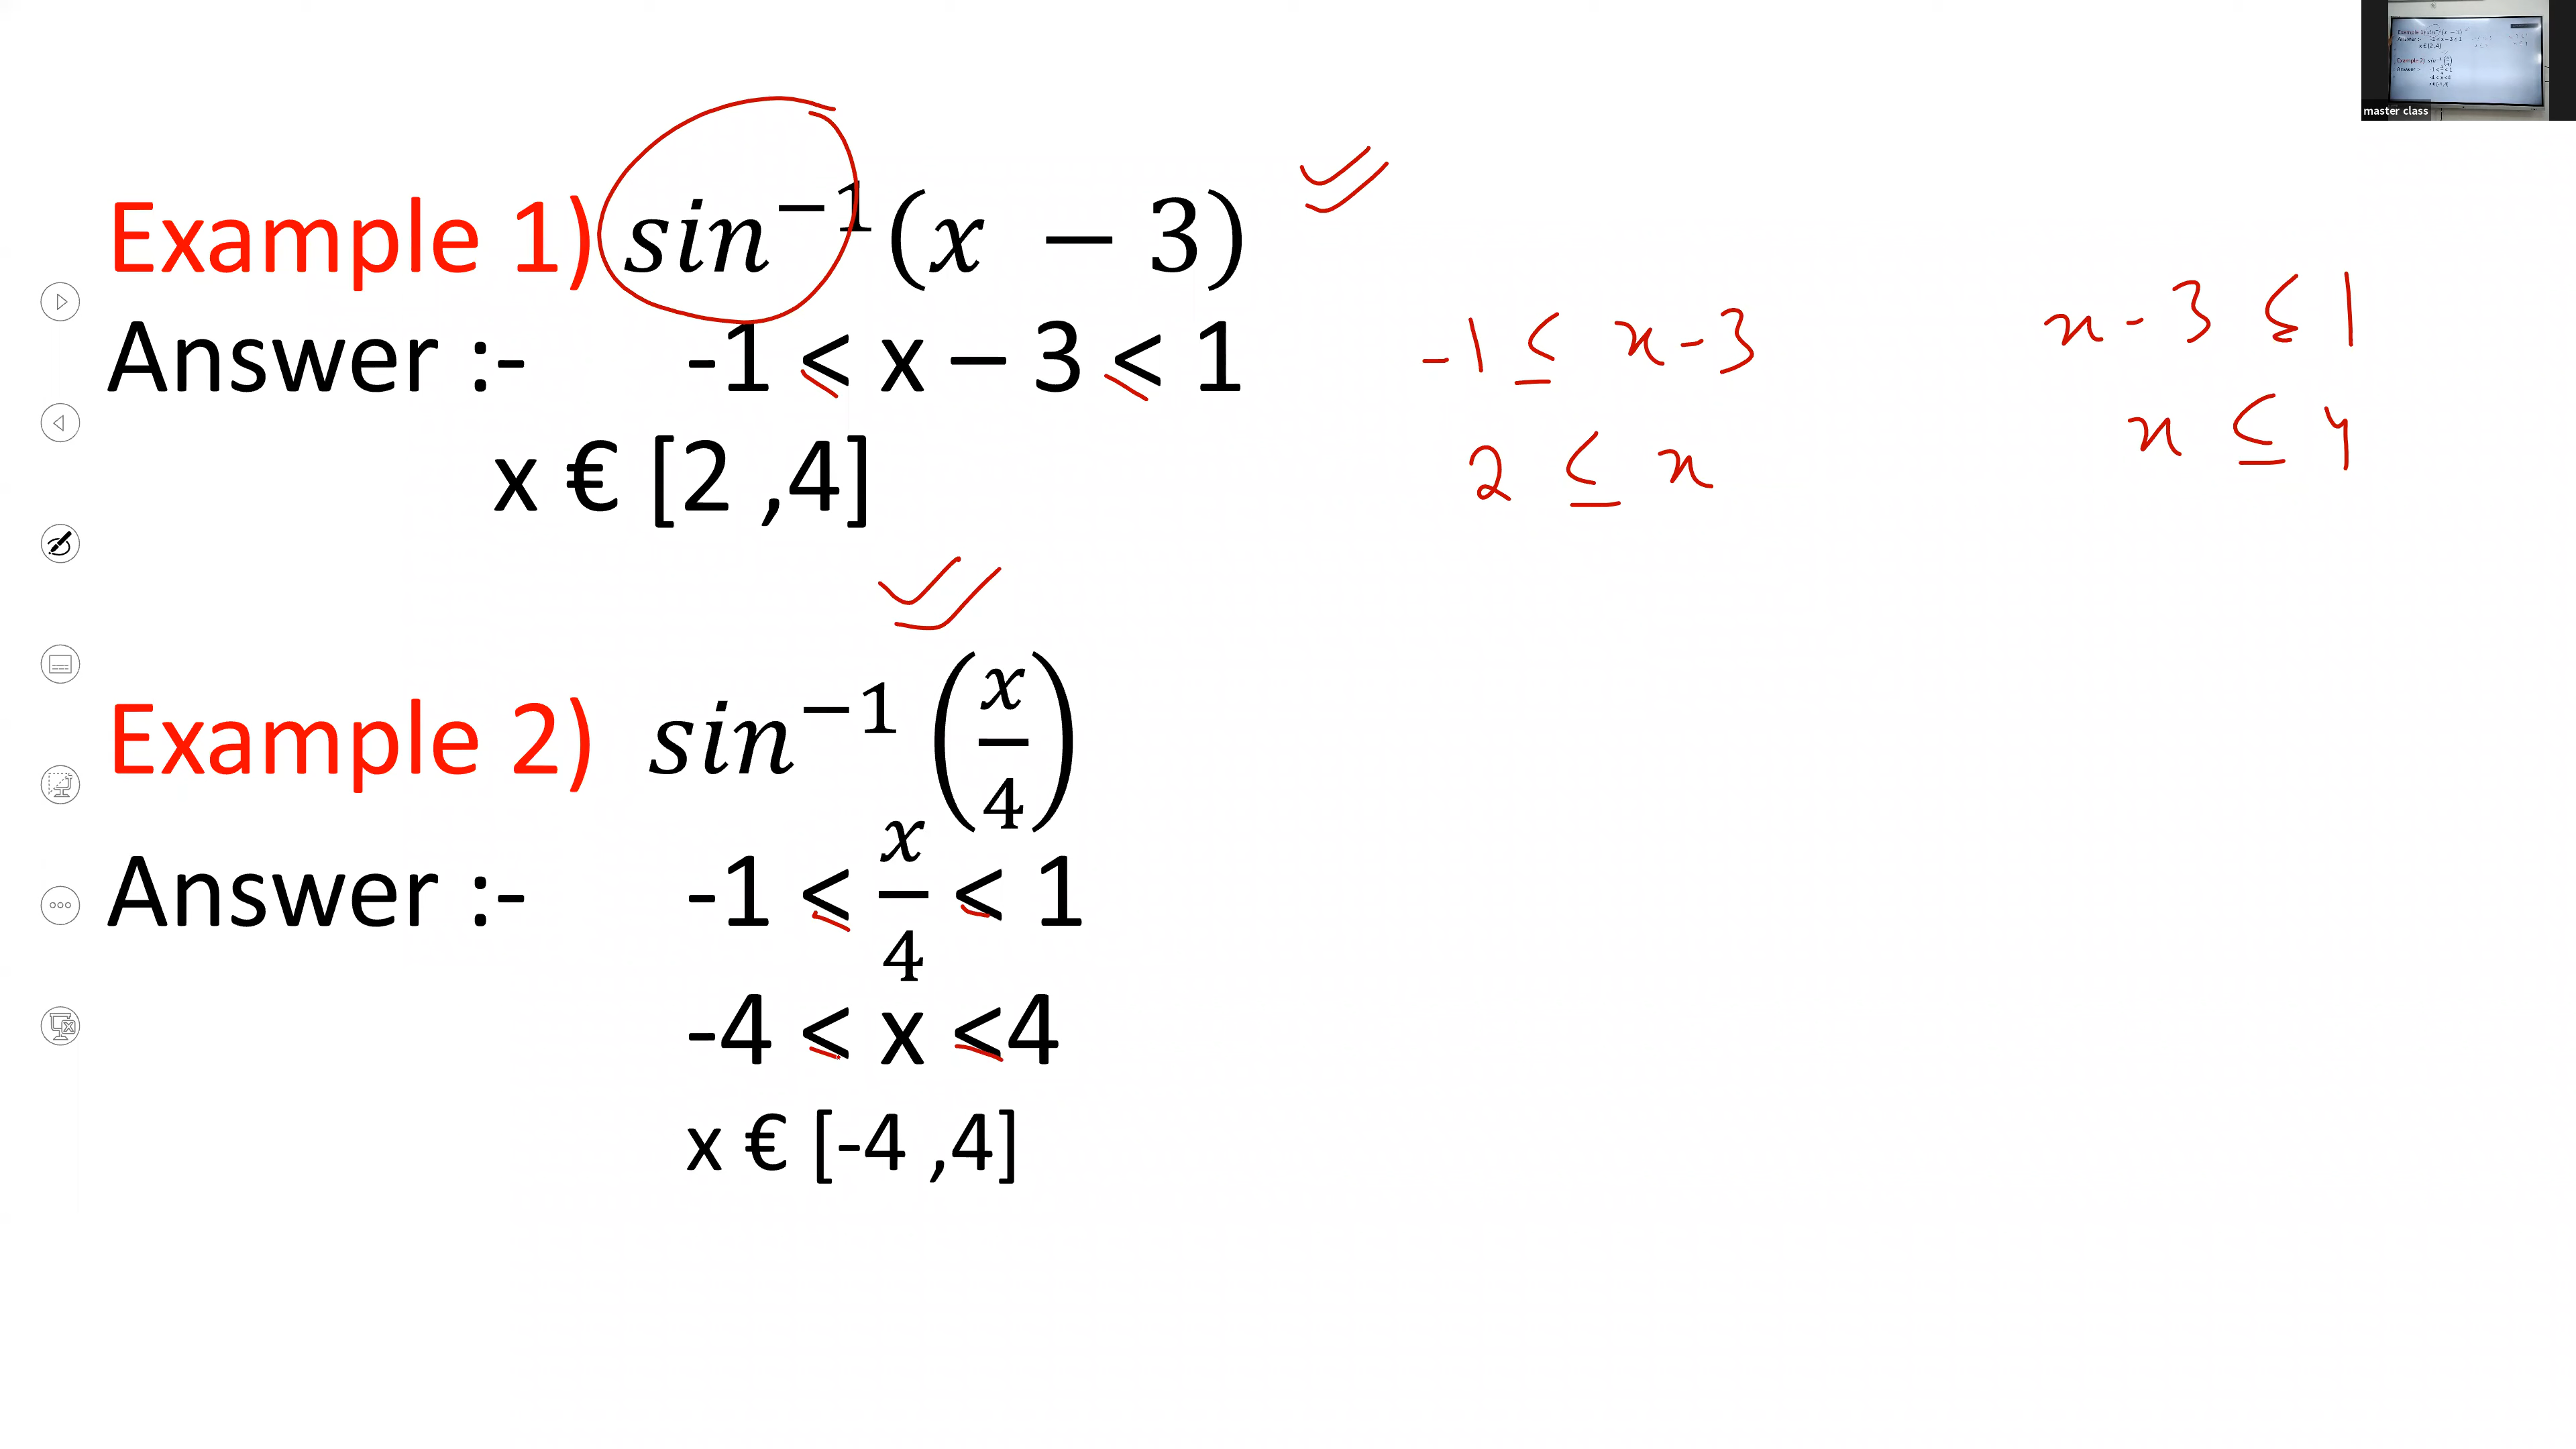 master class
Example 1) sin⁻¹(x − 3)
Answer :- -1 ≤ x – 3 ≤ 1
-1 ≤ x - 3
x - 3 ≤ 1
x € [2 ,4]
2 ≤ x
x ≤ 4
Example 2) sin⁻¹(x/4)
Answer :- -1 ≤ x/4 ≤ 1
-4 ≤ x ≤4
x € [-4 ,4]